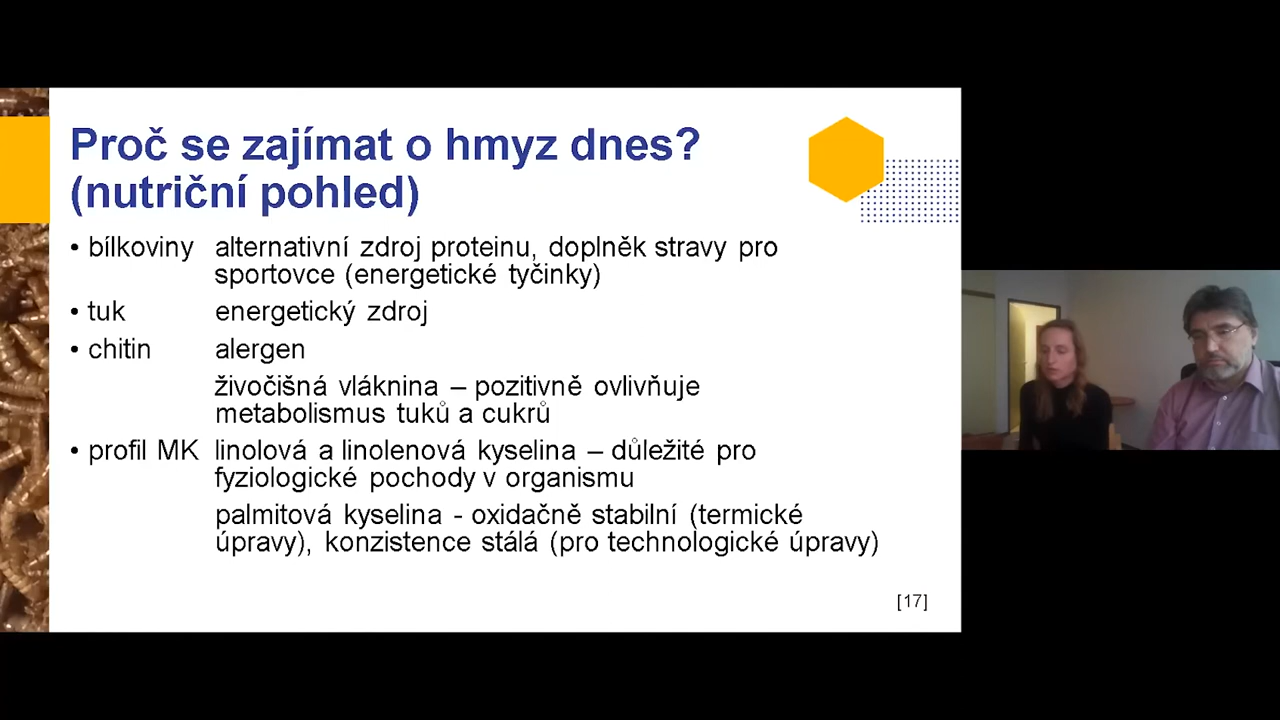 Proč se zajímat o hmyz dnes?
(nutriční pohled)
• bílkoviny alternativní zdroj proteinu, doplněk stravy pro
sportovce (energetické tyčinky)
• tuk energetický zdroj
• chitin alergen
živočišná vláknina – pozitivně ovlivňuje
metabolismus tuků a cukrů
• profil MK linolová a linolenová kyselina – důležité pro
fyziologické pochody v organismu
palmitová kyselina - oxidačně stabilní (termické
úpravy), konzistence stálá (pro technologické úpravy)
[17]